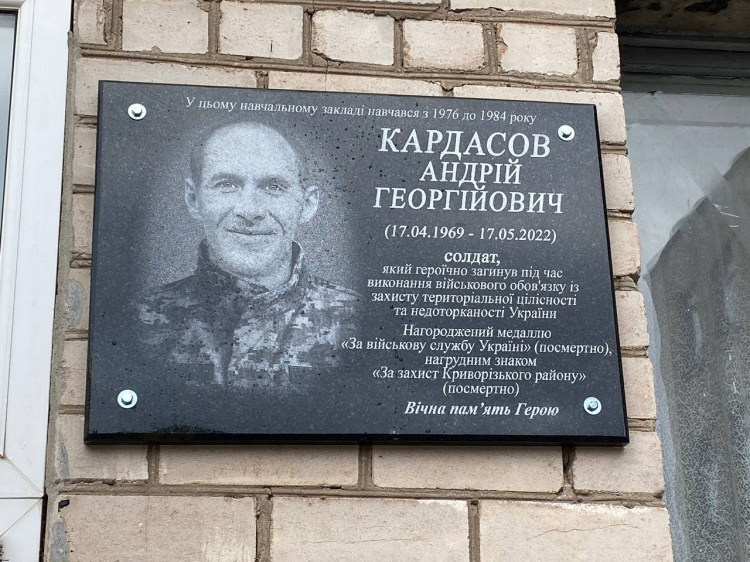 У цьому навчальному закладі навчався з 1976 до 1984 року
КАРДАСОВ
АНДРІЙ
ГЕОРГІЙОВИЧ
(17.04.1969 - 17.05.2022)
солдат,
який героїчно загинув під час
виконання військового обов'язку із
захисту територіальної цілісності
та недоторканості України
Нагороджений медаллю
«За військову службу Україні» (посмертно),
нагрудним знаком
«За захист Криворізького району»
(посмертно)
Вічна пам’ять Герою